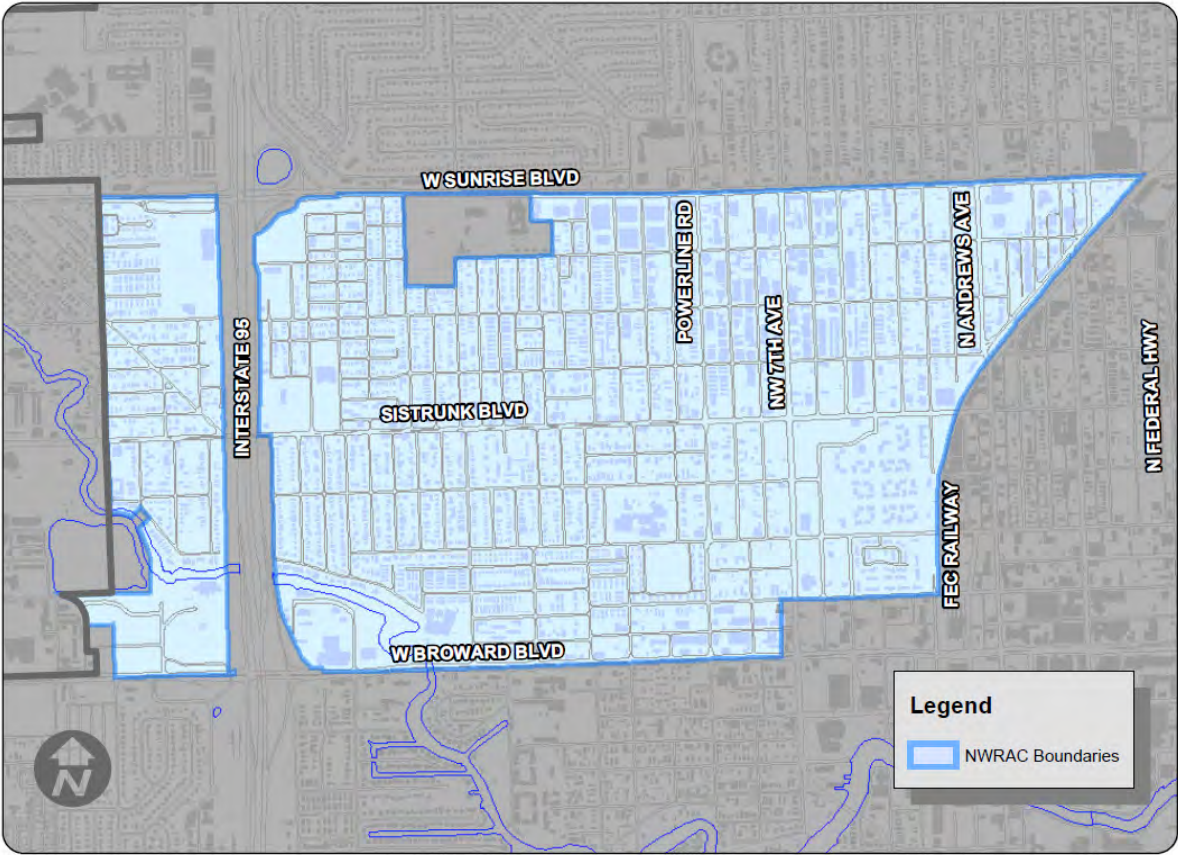 W SUNRISE BLVD
POWERLINE RD
N ANDREWS AVE
NW 7TH AVE
INTERSTATE 95
N FEDERAL HWY
SISTRUNK BLVD
FEC RAILWAY
W BROWARD BLVD
Legend
NWRAC Boundaries
N